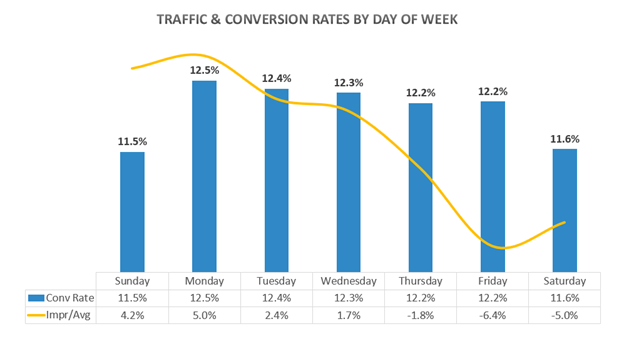 TRAFFIC & CONVERSION RATES BY DAY OF WEEK
11.5% 12.5% 12.4% 12.3% 12.2% 12.2% 11.6%
Sunday Monday Tuesday Wednesday Thursday Friday Saturday
Conv Rate 11.5% 12.5% 12.4% 12.3% 12.2% 12.2% 11.6%
Impr/Avg 4.2% 5.0% 2.4% 1.7% -1.8% -6.4% -5.0%